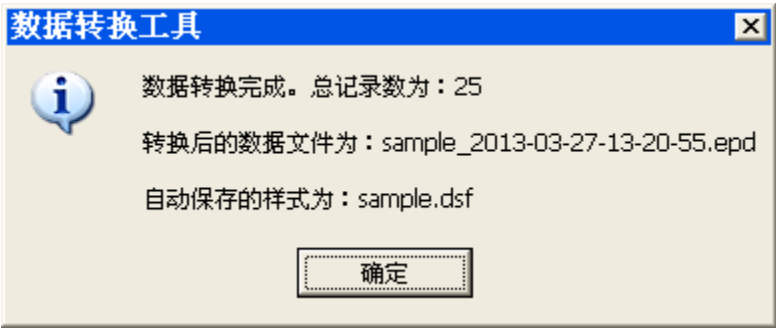 数据转换工具
数据转换完成。总记录数为：25
转换后的数据文件为：sample_2013-03-27-13-20-55.epd
自动保存的样式为：sample.dsf
确定